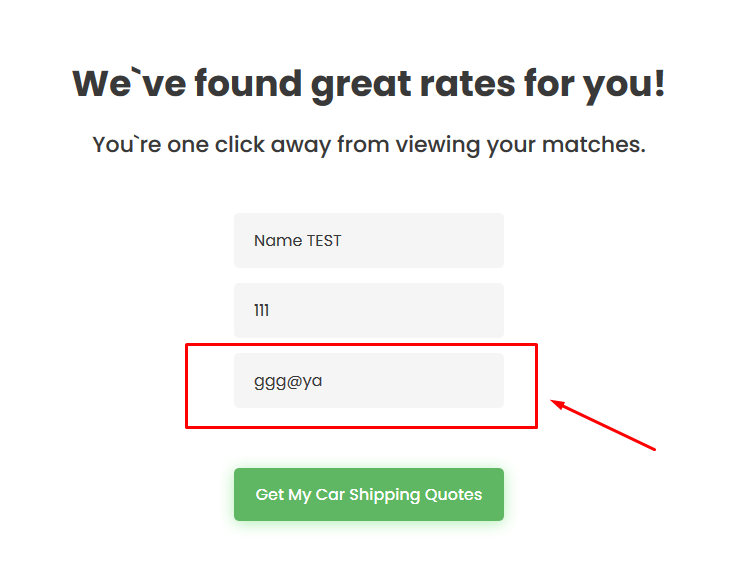 We`ve found great rates for you!
You`re one click away from viewing your matches.
Name TEST
111
ggg@ya
Get My Car Shipping Quotes